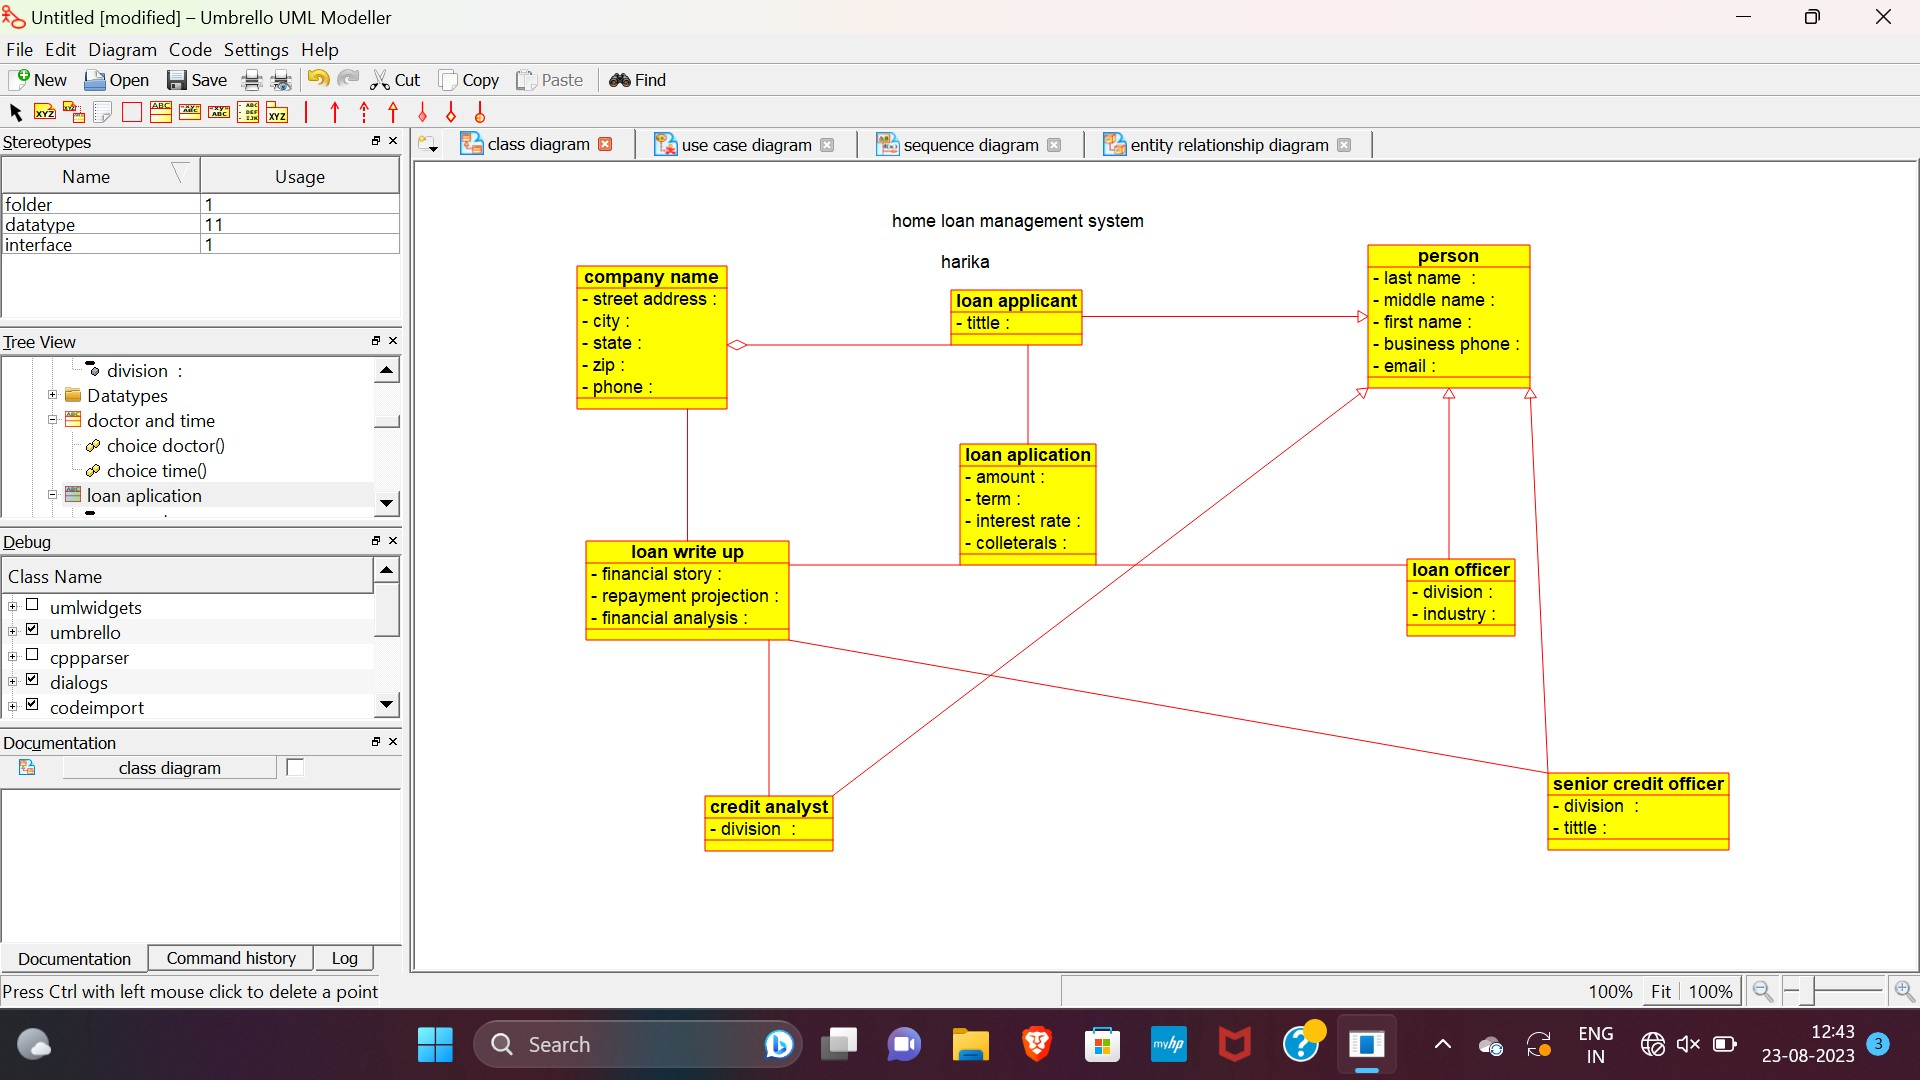 Untitled [modified] – Umbrello UML Modeller
File Edit Diagram Code Settings Help
New Open Save Cut Copy Paste Find
Stereotypes
Name Usage
folder 1
datatype 11
interface 1
Tree View
division :
Datatypes
doctor and time
choice doctor()
choice time()
loan aplication
Debug
Class Name
umlwidgets
umbrello
cppparser
dialogs
codeimport
Documentation
class diagram
Documentation Command history Log
Press Ctrl with left mouse click to delete a point
class diagram use case diagram sequence diagram entity relationship diagram
home loan management system
harika
company name
- street address :
- city :
- state :
- zip :
- phone :
loan applicant
- tittle :
person
- last name :
- middle name :
- first name :
- business phone :
- email :
loan aplication
- amount :
- term :
- interest rate :
- colleterals :
loan write up
- financial story :
- repayment projection :
- financial analysis :
loan officer
- division :
- industry :
credit analyst
- division :
senior credit officer
- division :
- tittle :
100% Fit 100%
Search
myhp
ENG
IN
12:43
23-08-2023
3